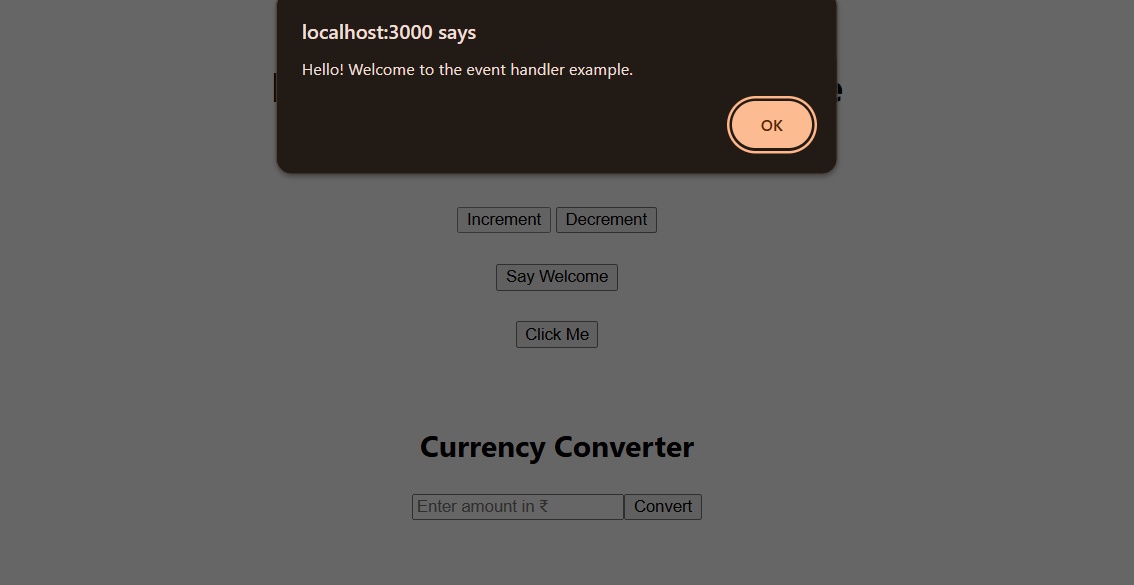 localhost:3000 says
Hello! Welcome to the event handler example.
OK
Increment Decrement
Say Welcome
Click Me
Currency Converter
Enter amount in ₹ Convert